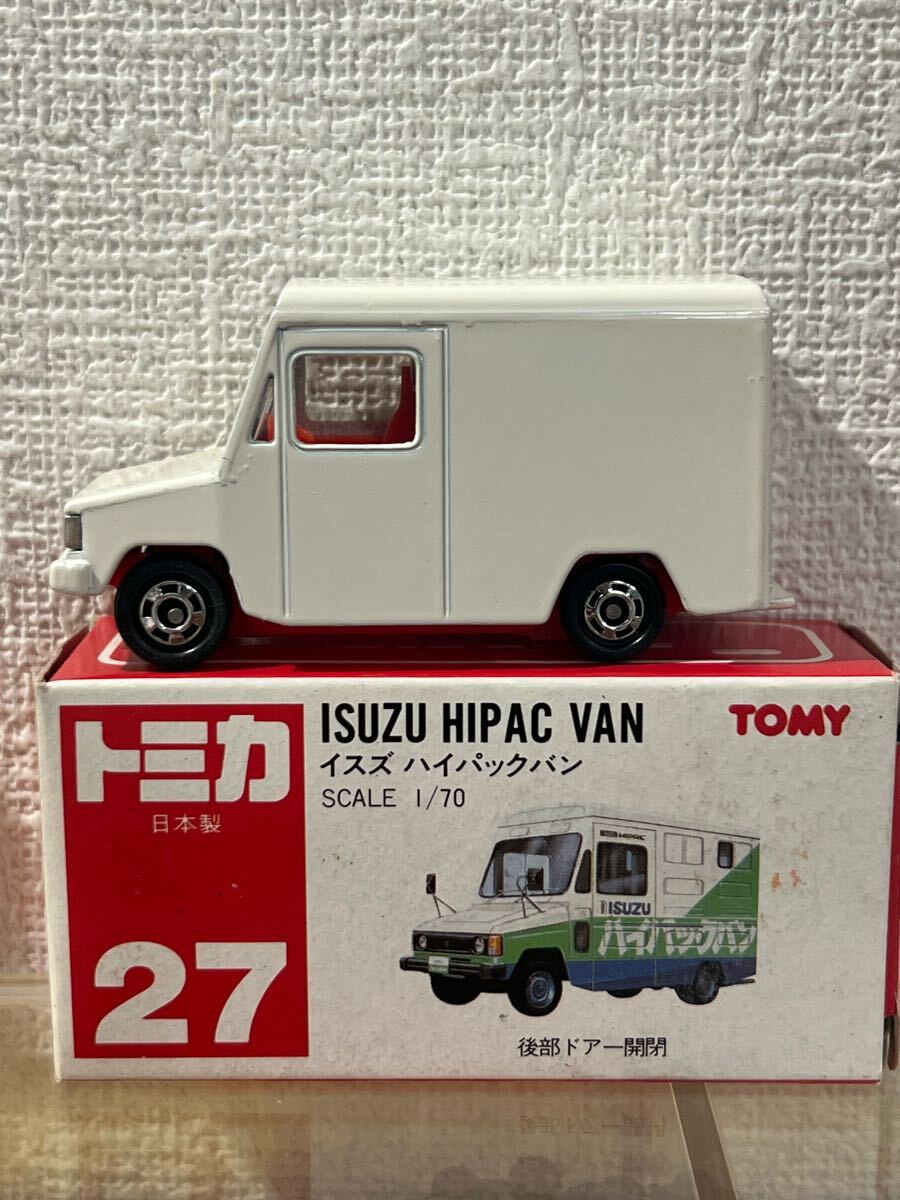 トミカ
日本製
27
ISUZU HIPAC VAN
イスズ ハイパックバン
SCALE 1/70
TOMY
HIPAC
ISUZU
ハイパックバン
後部ドアー開閉